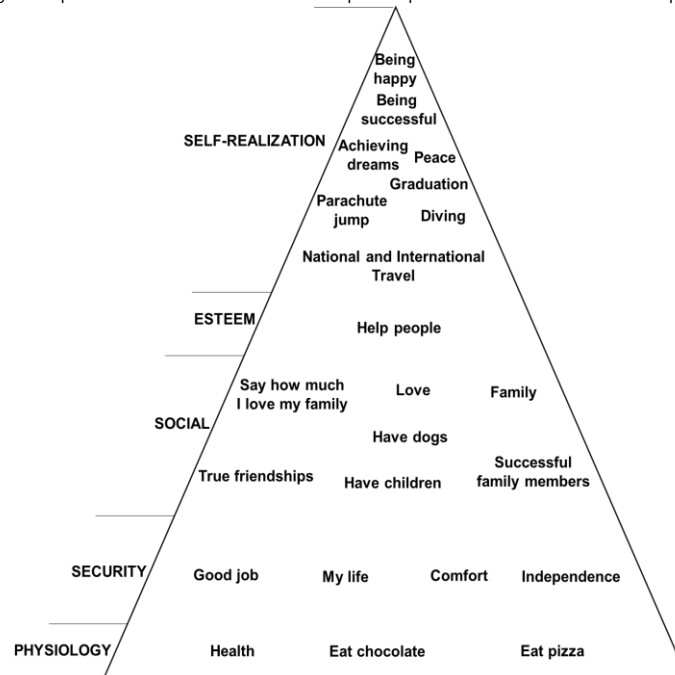 Being
happy
Being
successful
SELF-REALIZATION
Achieving
dreams
Peace
Graduation
Parachute
jump
Diving
National and International
Travel
ESTEEM
Help people
Say how much
I love my family
Love
Family
SOCIAL
Have dogs
True friendships
Have children
Successful
family members
SECURITY
Good job
My life
Comfort
Independence
PHYSIOLOGY
Health
Eat chocolate
Eat pizza